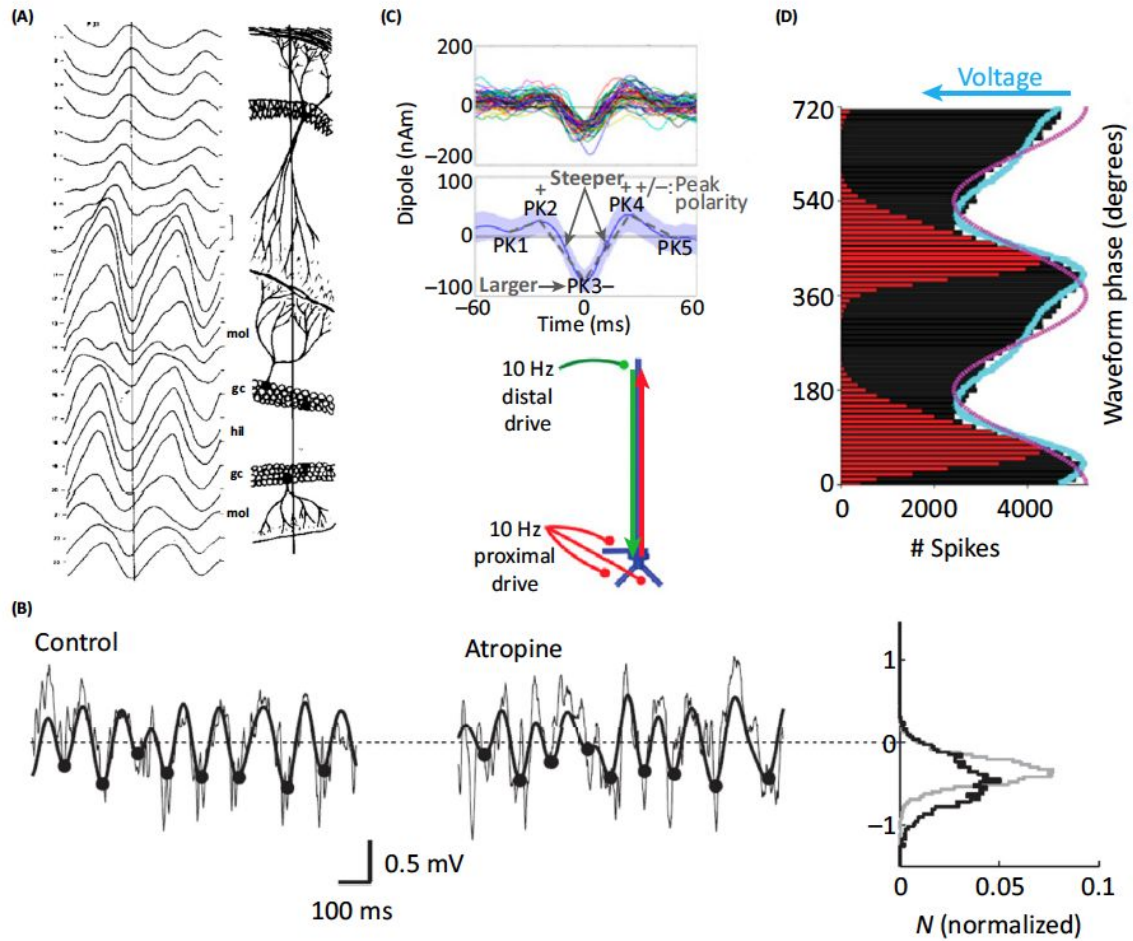 (A)
mol
gc
hil
gc
mol
(C)
200
0
−200
Dipole (nAm)
100
0
−100
+
Steeper
+ +/−: Peak
polarity
PK2
PK4
PK1
PK5
Larger
PK3−
−60
0
60
Time (ms)
10 Hz
distal
drive
10 Hz
proximal
drive
(D)
Voltage
720
540
360
180
0
Waveform phase (degrees)
0
2000
4000
# Spikes
(B)
Control
Atropine
0.5 mV
100 ms
1
0
−1
0
0.05
0.1
N (normalized)